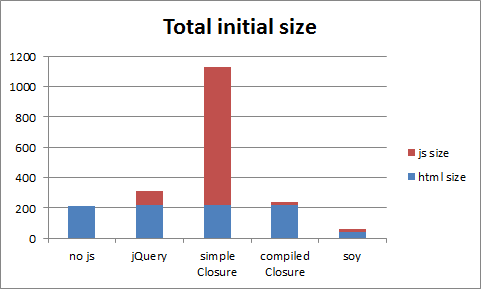 Total initial size
1200
1000
800
600
400
200
0
no js
jQuery
simple
Closure
compiled
Closure
soy
js size
html size